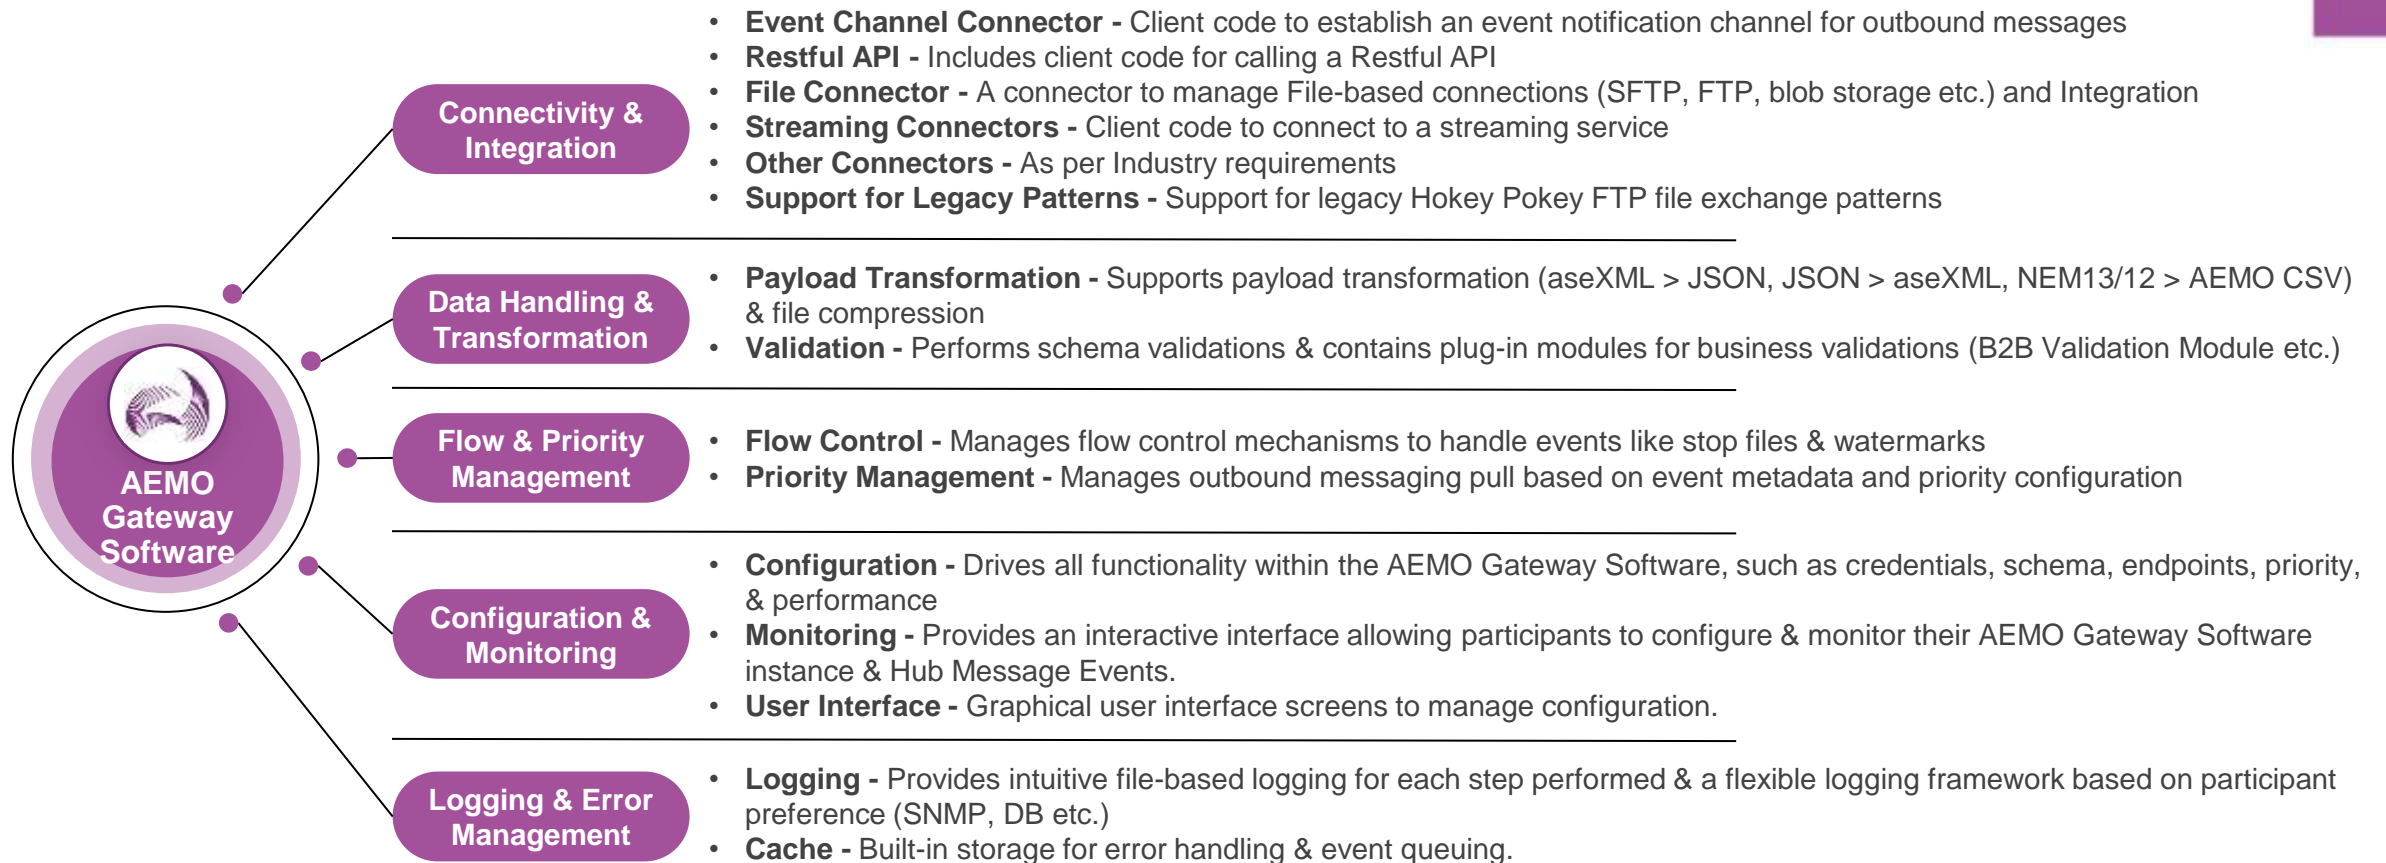 • Event Channel Connector - Client code to establish an event notification channel for outbound messages
• Restful API - Includes client code for calling a Restful API
• File Connector - A connector to manage File-based connections (SFTP, FTP, blob storage etc.) and Integration
• Streaming Connectors - Client code to connect to a streaming service
• Other Connectors - As per Industry requirements
• Support for Legacy Patterns - Support for legacy Hokey Pokey FTP file exchange patterns
Connectivity &
Integration
• Payload Transformation - Supports payload transformation (aseXML > JSON, JSON > aseXML, NEM13/12 > AEMO CSV)
& file compression
• Validation - Performs schema validations & contains plug-in modules for business validations (B2B Validation Module etc.)
Data Handling &
Transformation
• Flow Control - Manages flow control mechanisms to handle events like stop files & watermarks
• Priority Management - Manages outbound messaging pull based on event metadata and priority configuration
Flow & Priority
Management
AEMO
Gateway
Software
• Configuration - Drives all functionality within the AEMO Gateway Software, such as credentials, schema, endpoints, priority,
& performance
• Monitoring - Provides an interactive interface allowing participants to configure & monitor their AEMO Gateway Software
instance & Hub Message Events.
• User Interface - Graphical user interface screens to manage configuration.
Configuration &
Monitoring
• Logging - Provides intuitive file-based logging for each step performed & a flexible logging framework based on participant
preference (SNMP, DB etc.)
• Cache - Built-in storage for error handling & event queuing.
Logging & Error
Management